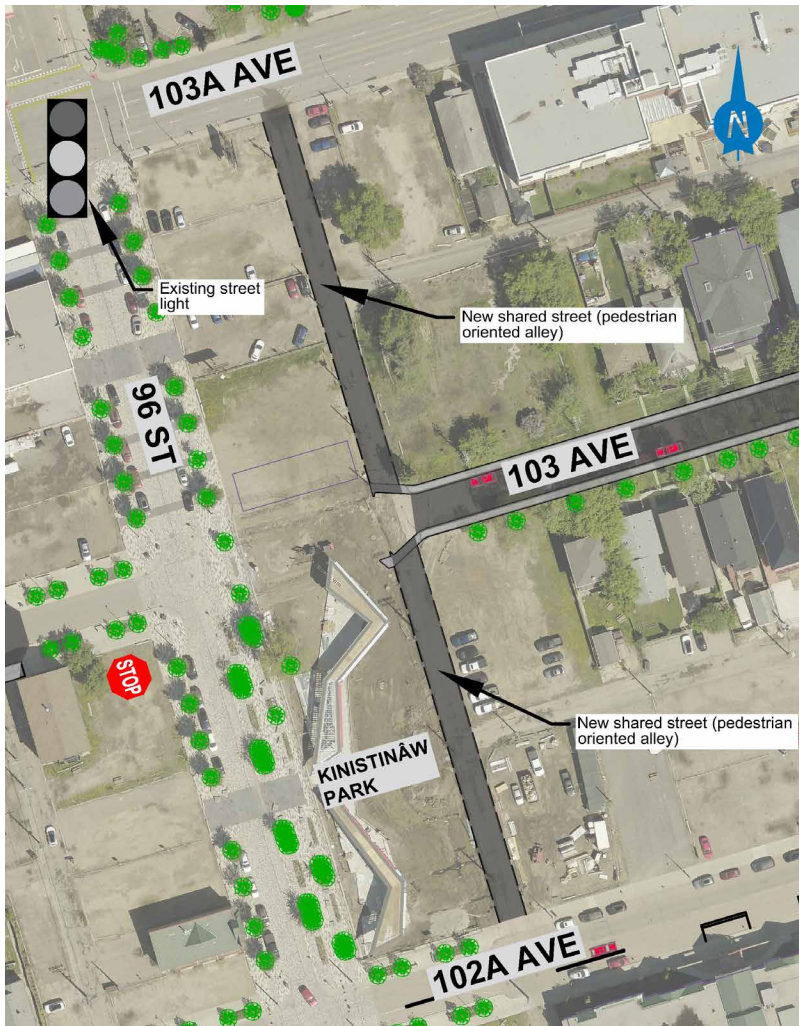 103A AVE
N
Existing street
light
New shared street (pedestrian
oriented alley)
96 ST
103 AVE
STOP
New shared street (pedestrian
oriented alley)
KINISTINÂW
PARK
102A AVE